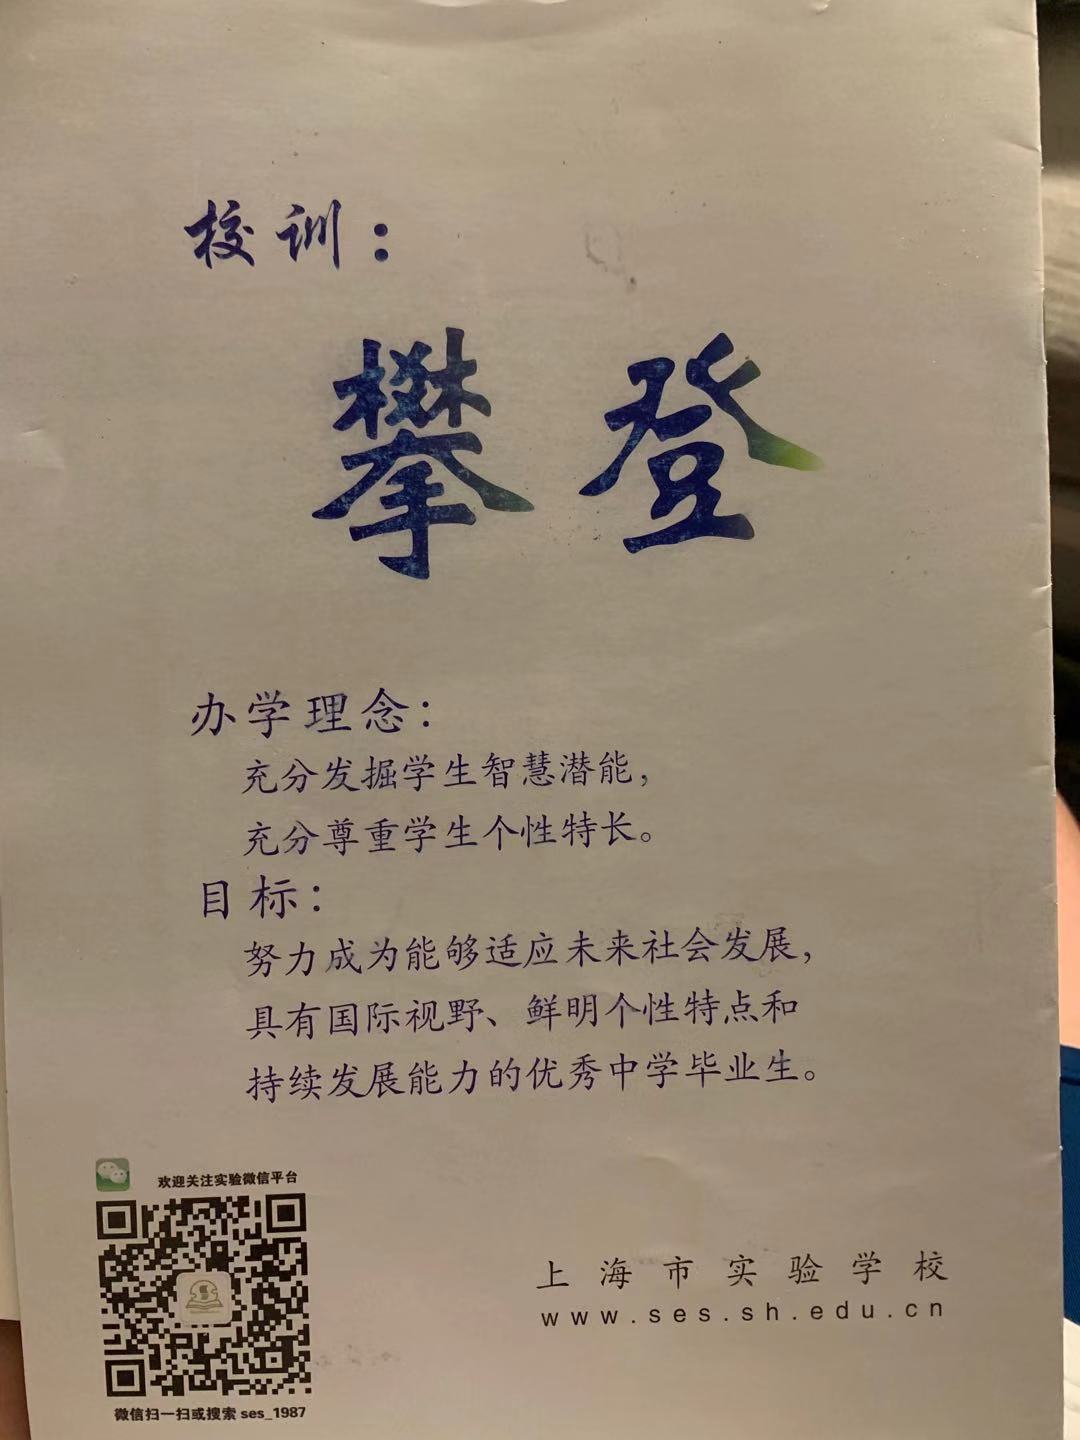 校训：
攀登
办学理念：
充分发掘学生智慧潜能，
充分尊重学生个性特长。
目标：
努力成为能够适应未来社会发展，
具有国际视野、鲜明个性特点和
持续发展能力的优秀中学毕业生。
欢迎关注实验微信平台
微信扫一扫或搜索 ses_1987
上海市实验学校
www.ses.sh.edu.cn